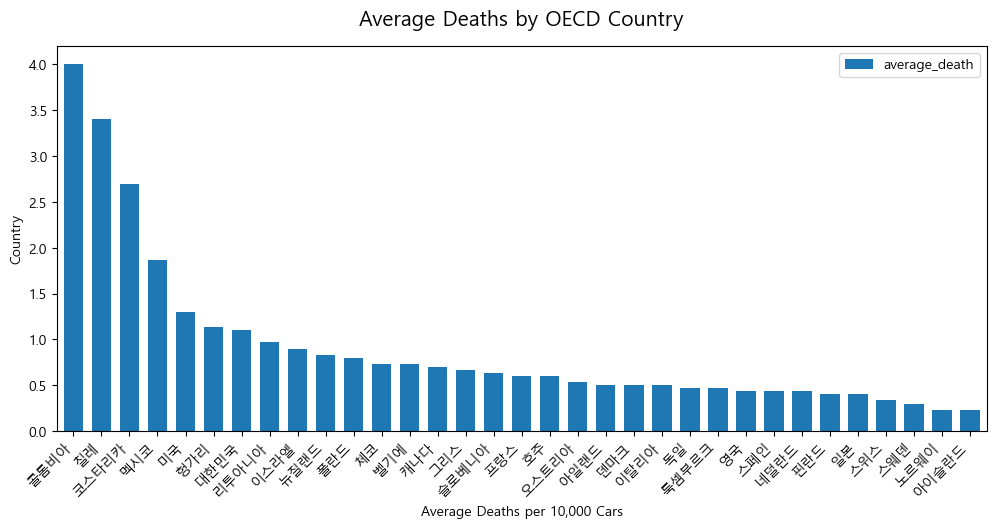 Average Deaths by OECD Country
average_death
4.0
3.5
3.0
2.5
2.0
1.5
1.0
0.5
0.0
Country
콜롬비아
칠레
코스타리카
멕시코
미국
헝가리
대한민국
리투아니아
이스라엘
뉴질랜드
폴란드
체코
벨기에
캐나다
그리스
슬로베니아
프랑스
호주
오스트리아
아일랜드
덴마크
이탈리아
독일
룩셈부르크
영국
스페인
네덜란드
핀란드
일본
스위스
스웨덴
노르웨이
아이슬란드
Average Deaths per 10,000 Cars